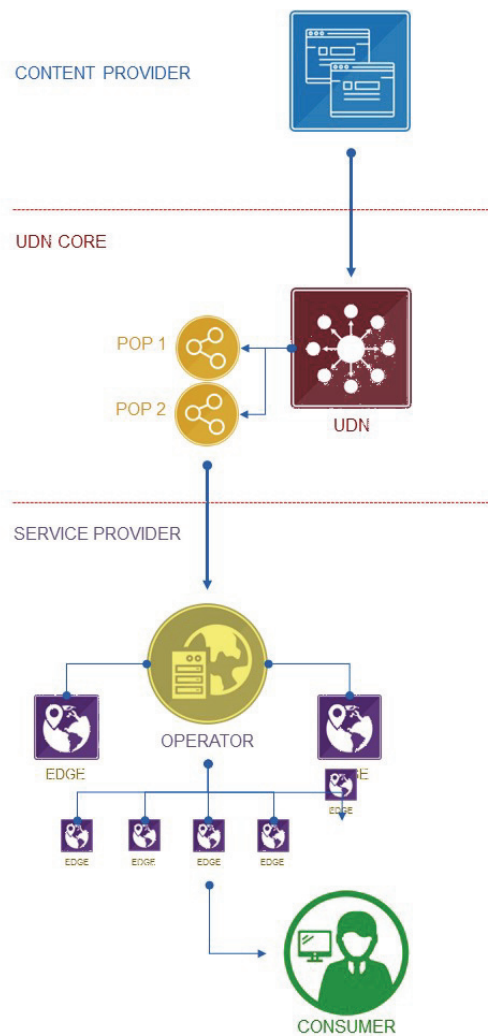 CONTENT PROVIDER
UDN CORE
POP 1
POP 2
UDN
SERVICE PROVIDER
OPERATOR
EDGE
EDGE
EDGE
EDGE
EDGE
EDGE
CONSUMER